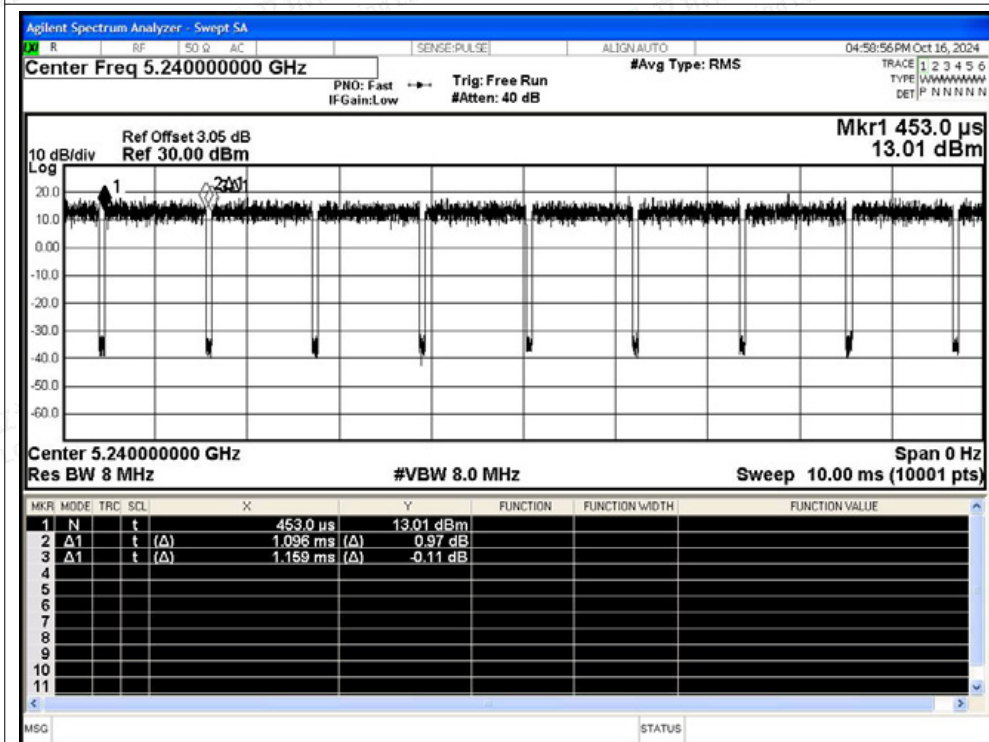 Agilent Spectrum Analyzer - Swept SA
LXI R RF 50 Ω AC SENSE:PULSE ALIGN AUTO 04:58:56 PM Oct 16, 2024
Center Freq 5.240000000 GHz
#Avg Type: RMS
TRACE 1 2 3 4 5 6
PNO: Fast Trig: Free Run
TYPE WWWWWW
IFGain:Low #Atten: 40 dB
DET P N N N N N
Mkr1 453.0 µs
Ref Offset 3.05 dB
10 dB/div Ref 30.00 dBm 13.01 dBm
Log
1 2Δ1
20.0
10.0
0.00
-10.0
-20.0
-30.0
-40.0
-50.0
-60.0
Center 5.240000000 GHz Span 0 Hz
Res BW 8 MHz #VBW 8.0 MHz Sweep 10.00 ms (10001 pts)
MKR MODE TRC SCL X Y FUNCTION FUNCTION WIDTH FUNCTION VALUE
1 N t 453.0 µs 13.01 dBm
2 Δ1 t (Δ) 1.096 ms (Δ) 0.97 dB
3 Δ1 t (Δ) 1.159 ms (Δ) -0.11 dB
4
5
6
7
8
9
10
11
MSG STATUS